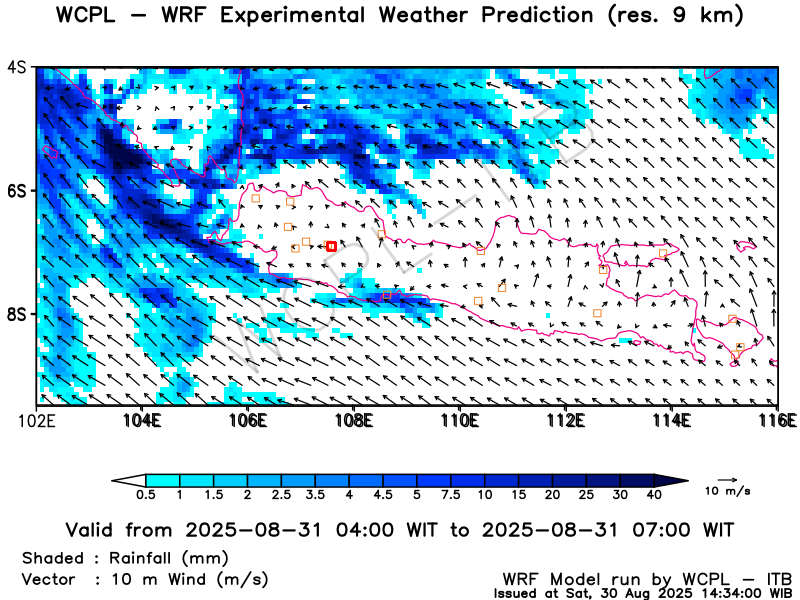 WCPL – WRF Experimental Weather Prediction (res. 9 km)
4S
6S
8S
102E 104E 106E 108E 110E 112E 114E 116E
WCPL-ITB
0.5 1 1.5 2 2.5 3.5 4 4.5 5 7.5 10 15 20 25 30 40
10 m/s
Valid from 2025-08-31 04:00 WIT to 2025-08-31 07:00 WIT
Shaded : Rainfall (mm)
Vector : 10 m Wind (m/s)
WRF Model run by WCPL – ITB
Issued at Sat, 30 Aug 2025 14:34:00 WIB